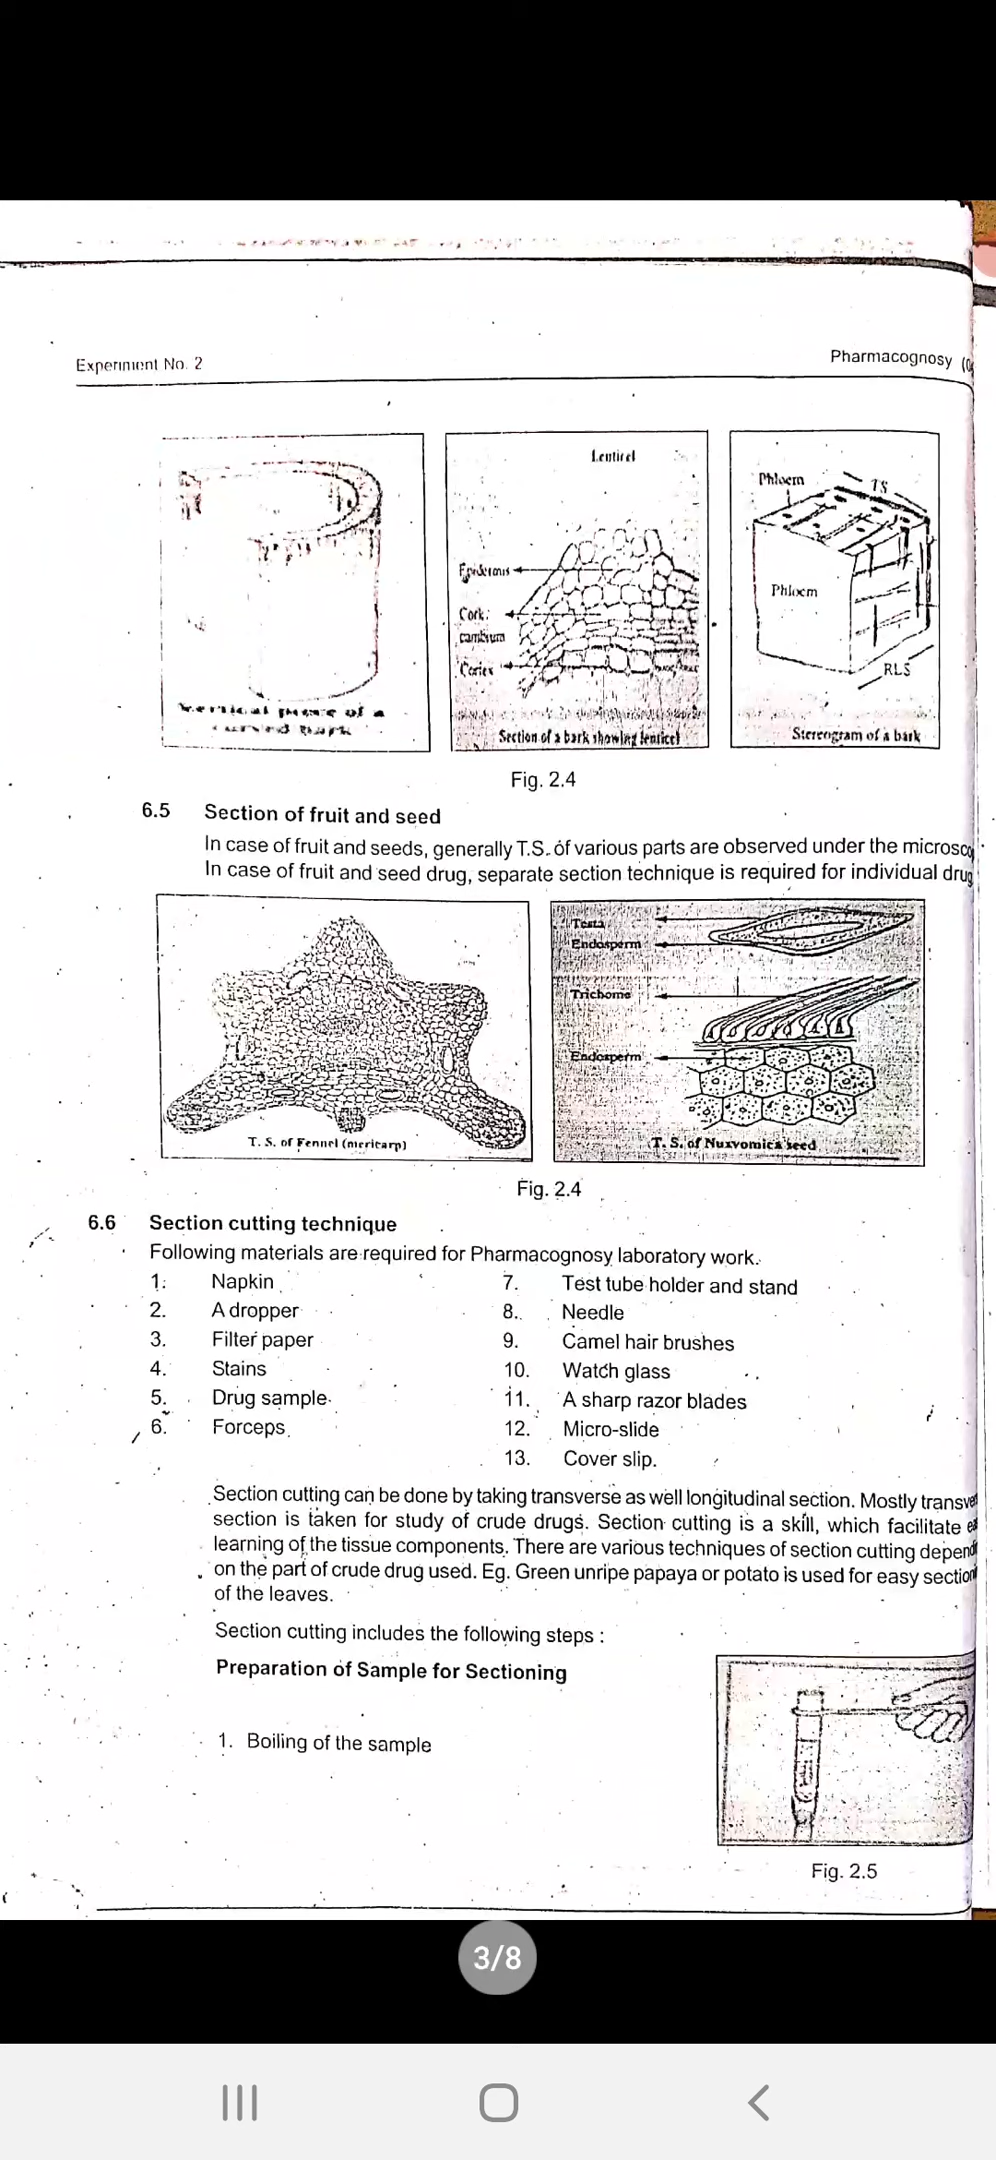 Experiment No. 2
Pharmacognosy
Lenticel
Epidermis
Cork
cambium
Cortex
Section of a bark showing lenticel
Phloem
TS
Phloem
RLS
Stereogram of a bark
Vertical piece of a
curved bark
Fig. 2.4
6.5 Section of fruit and seed
In case of fruit and seeds, generally T.S. of various parts are observed under the
In case of fruit and seed drug, separate section technique is required for individual
T. S. of Fennel (mericarp)
Testa
Endosperm
Trichome
Endosperm
T. S. of Nuxvomica seed
Fig. 2.4
6.6 Section cutting technique
Following materials are required for Pharmacognosy laboratory work.
1. Napkin
2. A dropper
3. Filter paper
4. Stains
5. Drug sample
6. Forceps
7. Test tube holder and stand
8. Needle
9. Camel hair brushes
10. Watch glass
11. A sharp razor blades
12. Micro-slide
13. Cover slip.
Section cutting can be done by taking transverse as well longitudinal section. Mostly
section is taken for study of crude drugs. Section cutting is a skill, which facilitate
learning of the tissue components. There are various techniques of section cutting
on the part of crude drug used. Eg. Green unripe papaya or potato is used for easy
of the leaves.
Section cutting includes the following steps :
Preparation of Sample for Sectioning
1. Boiling of the sample
Fig. 2.5
3/8